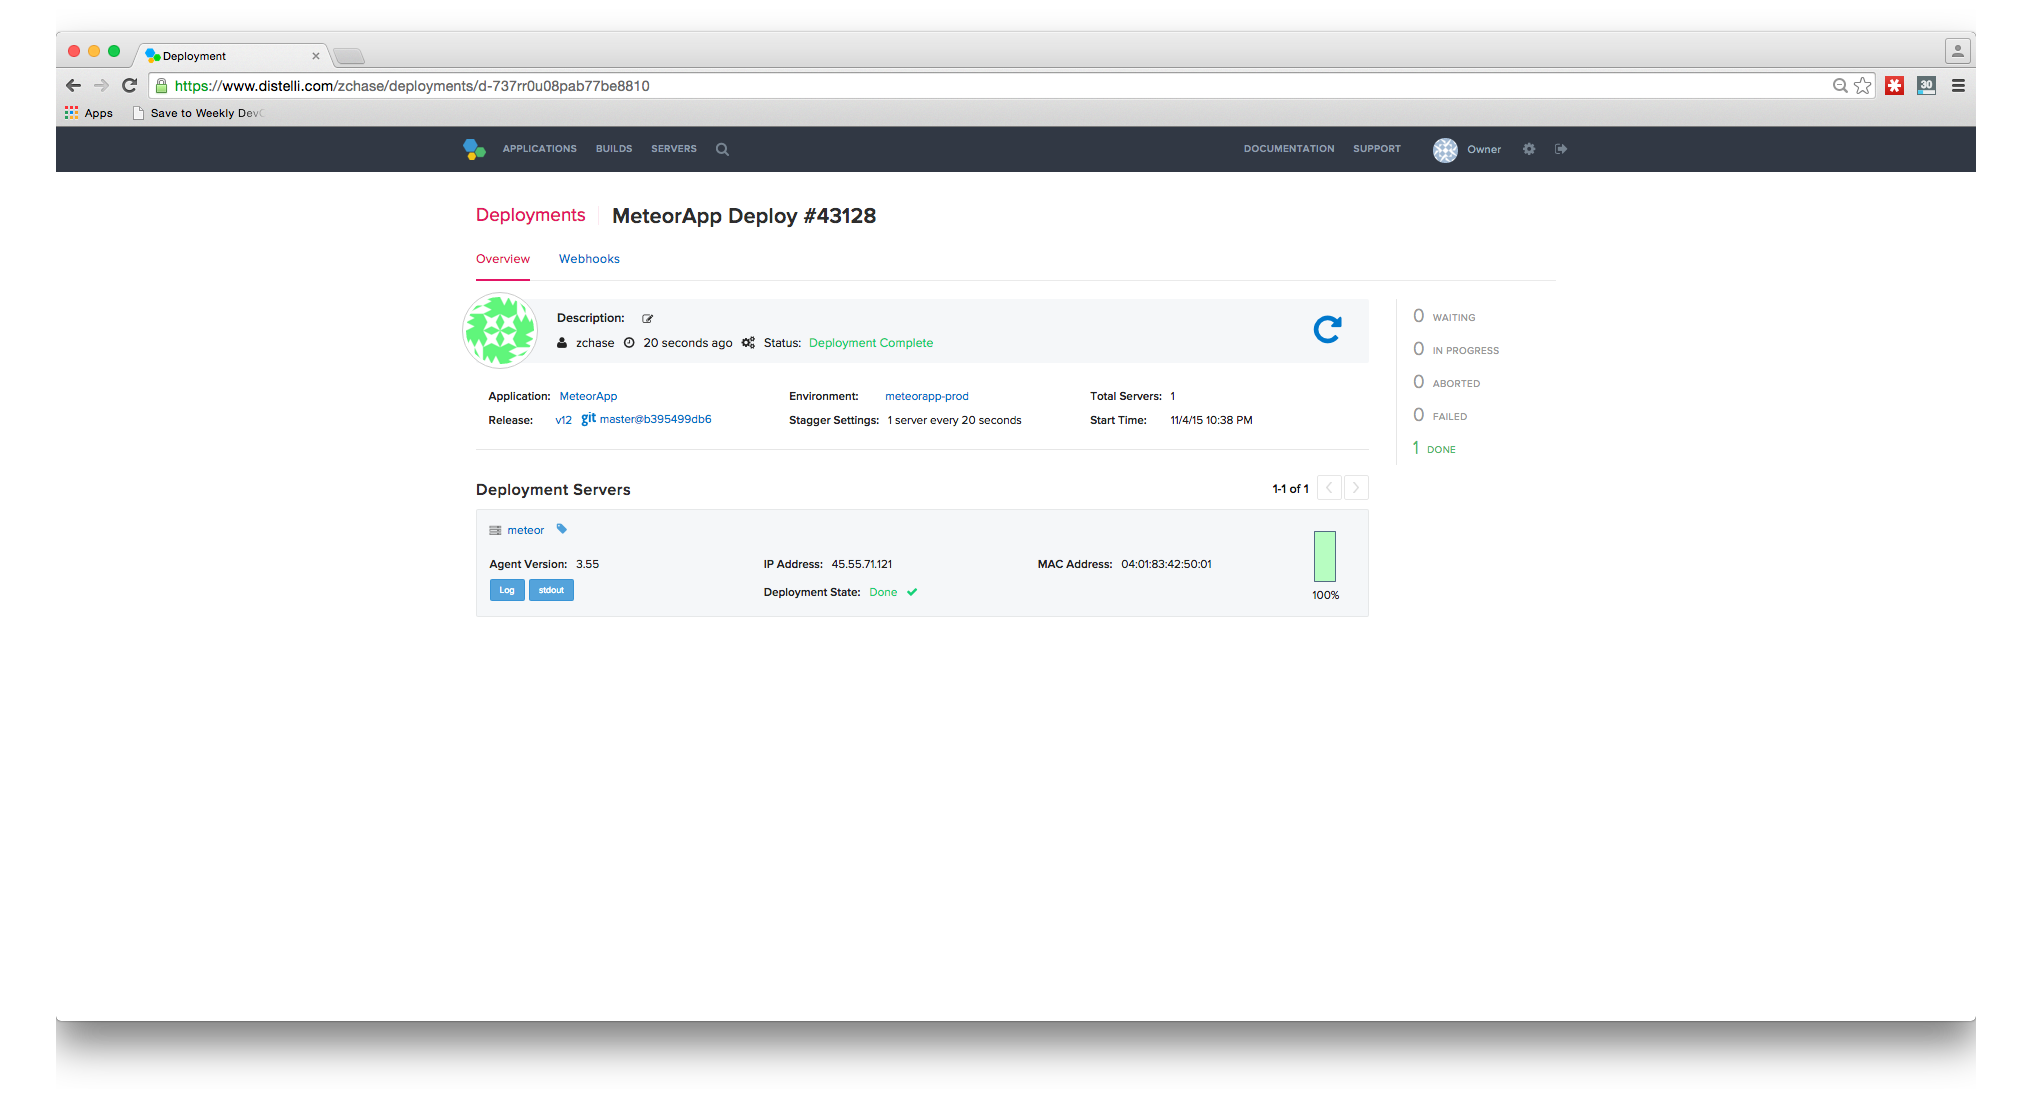 Deployment
https://www.distelli.com/zchase/deployments/d-737rr0u08pab77be8810
30
Apps Save to Weekly Dev
APPLICATIONS BUILDS SERVERS DOCUMENTATION SUPPORT Owner
Deployments MeteorApp Deploy #43128
Overview Webhooks
Description:
zchase 20 seconds ago Status: Deployment Complete
Application: MeteorApp Environment: meteorapp-prod Total Servers: 1
Release: v12 git master@b395499db6 Stagger Settings: 1 server every 20 seconds Start Time: 11/4/15 10:38 PM
0 WAITING
0 IN PROGRESS
0 ABORTED
0 FAILED
1 DONE
Deployment Servers 1-1 of 1
meteor
Agent Version: 3.55 IP Address: 45.55.71.121 MAC Address: 04:01:83:42:50:01
Log stdout Deployment State: Done 100%